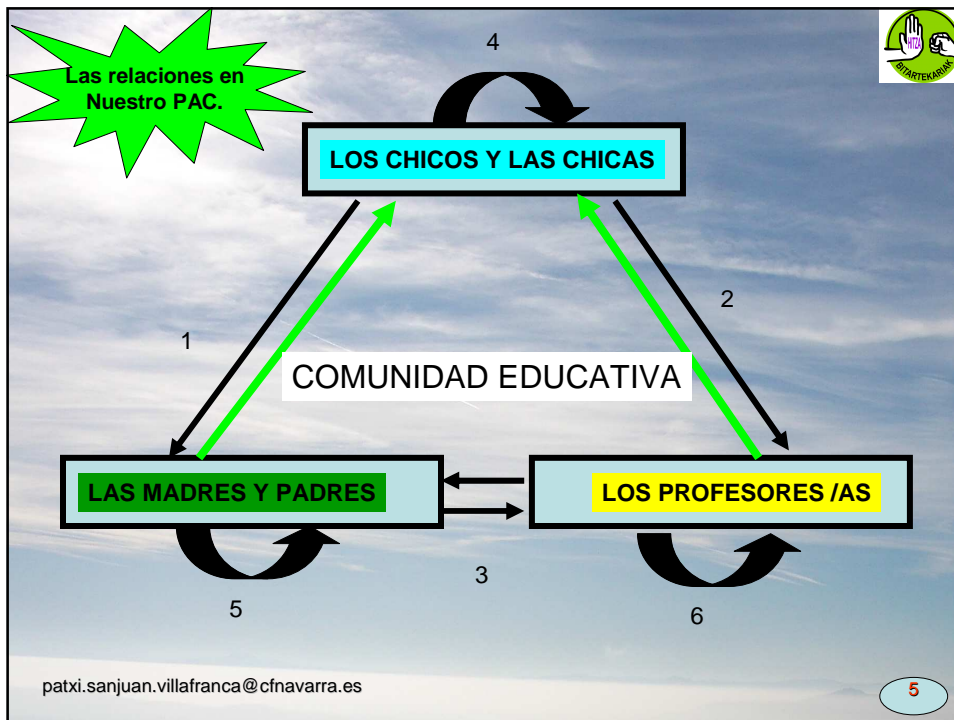 Las relaciones en
Nuestro PAC.
4
HITZA
BITARTEKARIAK
LOS CHICOS Y LAS CHICAS
1
2
COMUNIDAD EDUCATIVA
LAS MADRES Y PADRES
LOS PROFESORES /AS
3
5
6
patxi.sanjuan.villafranca@cfnavarra.es
5